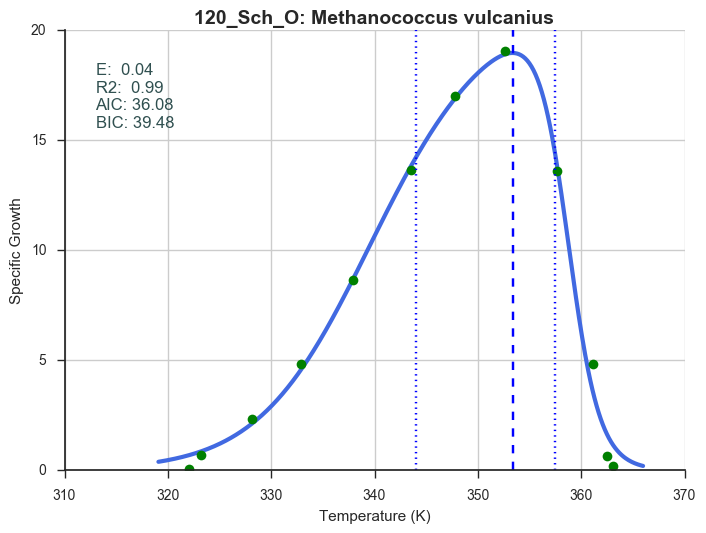 120_Sch_O: Methanococcus vulcanius
E:  0.04
R2:  0.99
AIC: 36.08
BIC: 39.48
Specific Growth
20
15
10
5
0
310 320 330 340 350 360 370
Temperature (K)